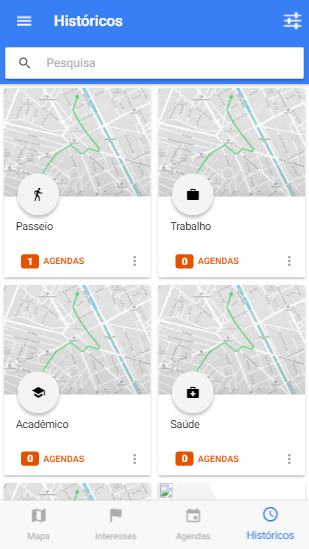 Históricos
Pesquisa
Passeio
Trabalho
1 AGENDAS
0 AGENDAS
Acadêmico
Saúde
0 AGENDAS
0 AGENDAS
Mapa
Interesses
Agendas
Históricos